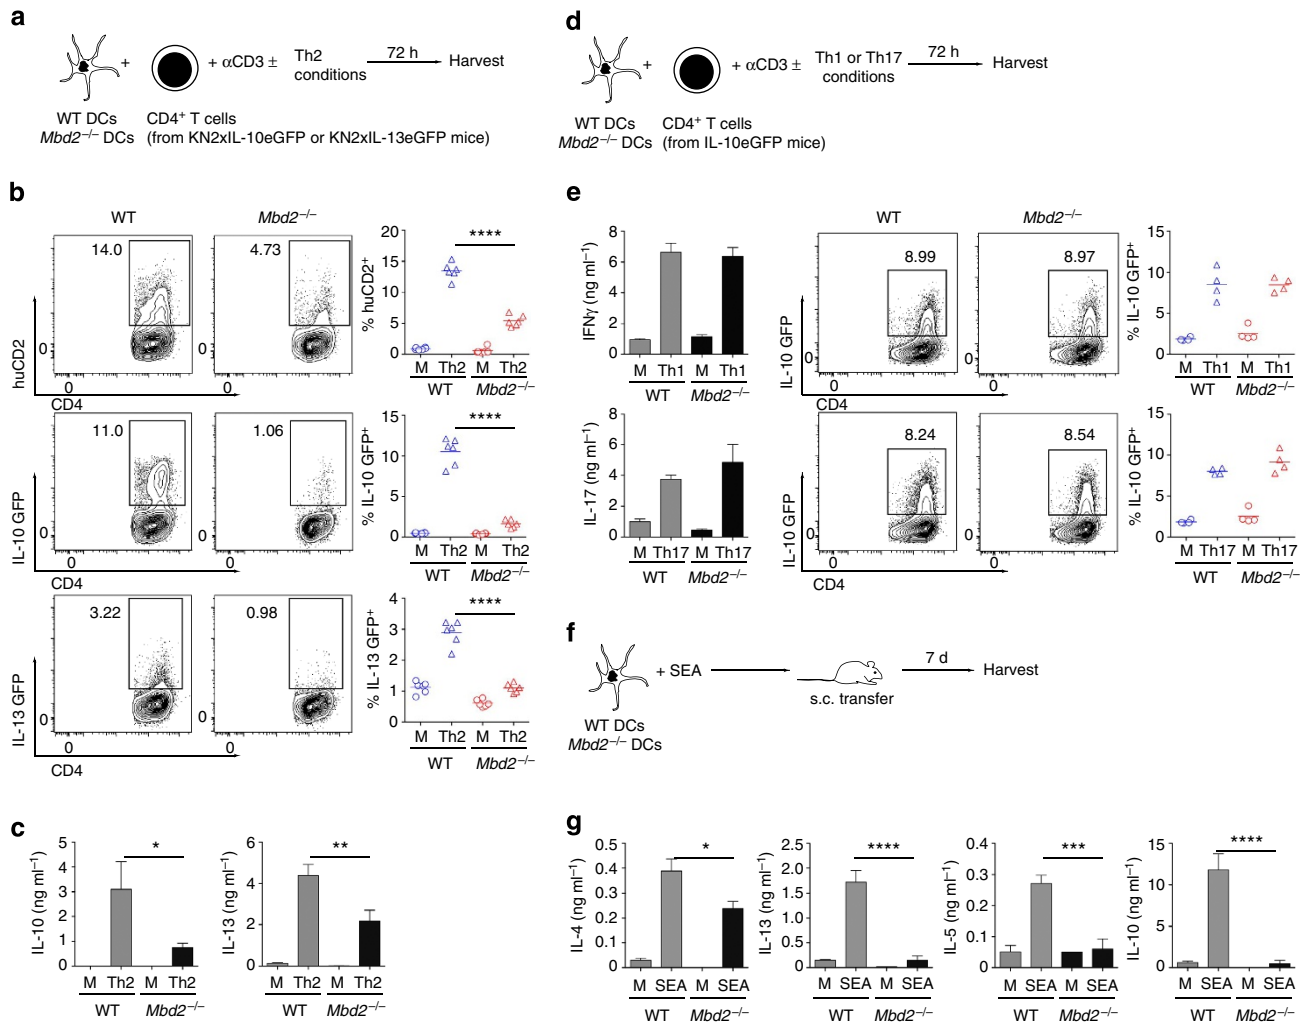 a
+
+ αCD3 ±
Th2
conditions
72 h
Harvest
WT DCs
Mbd2–/– DCs
CD4+ T cells
(from KN2xIL-10eGFP or KN2xIL-13eGFP mice)
d
+
+ αCD3 ±
Th1 or Th17
conditions
72 h
Harvest
WT DCs
Mbd2–/– DCs
CD4+ T cells
(from IL-10eGFP mice)
b
WT
Mbd2–/–
14.0
4.73
huCD2
0
0
0
0
CD4
% huCD2+
20
15
10
5
0
****
M Th2 M Th2
WT Mbd2–/–
11.0
1.06
IL-10 GFP
0
0
0
0
CD4
% IL-10 GFP+
15
10
5
0
****
M Th2 M Th2
WT Mbd2–/–
3.22
0.98
IL-13 GFP
0
0
0
0
CD4
% IL-13 GFP+
4
3
2
1
0
****
M Th2 M Th2
WT Mbd2–/–
c
IL-10 (ng ml–1)
5
4
3
2
1
0
*
M Th2 M Th2
WT Mbd2–/–
IL-13 (ng ml–1)
6
4
2
0
**
M Th2 M Th2
WT Mbd2–/–
e
IFNγ (ng ml–1)
8
6
4
2
0
M Th1 M Th1
WT Mbd2–/–
WT
Mbd2–/–
8.99
8.97
IL-10 GFP
0
0
0
0
CD4
% IL-10 GFP+
15
10
5
0
M Th1 M Th1
WT Mbd2–/–
IL-17 (ng ml–1)
8
6
4
2
0
M Th17 M Th17
WT Mbd2–/–
8.24
8.54
IL-10 GFP
0
0
0
0
CD4
% IL-10 GFP+
15
10
5
0
M Th17 M Th17
WT Mbd2–/–
f
+ SEA
s.c. transfer
7 d
Harvest
WT DCs
Mbd2–/– DCs
g
IL-4 (ng ml–1)
0.5
0.4
0.3
0.2
0.1
0
*
M SEA M SEA
WT Mbd2–/–
IL-13 (ng ml–1)
2.5
2.0
1.5
1.0
0.5
0
****
M SEA M SEA
WT Mbd2–/–
IL-5 (ng ml–1)
0.4
0.3
0.2
0.1
0
***
M SEA M SEA
WT Mbd2–/–
IL-10 (ng ml–1)
15
10
5
0
****
M SEA M SEA
WT Mbd2–/–